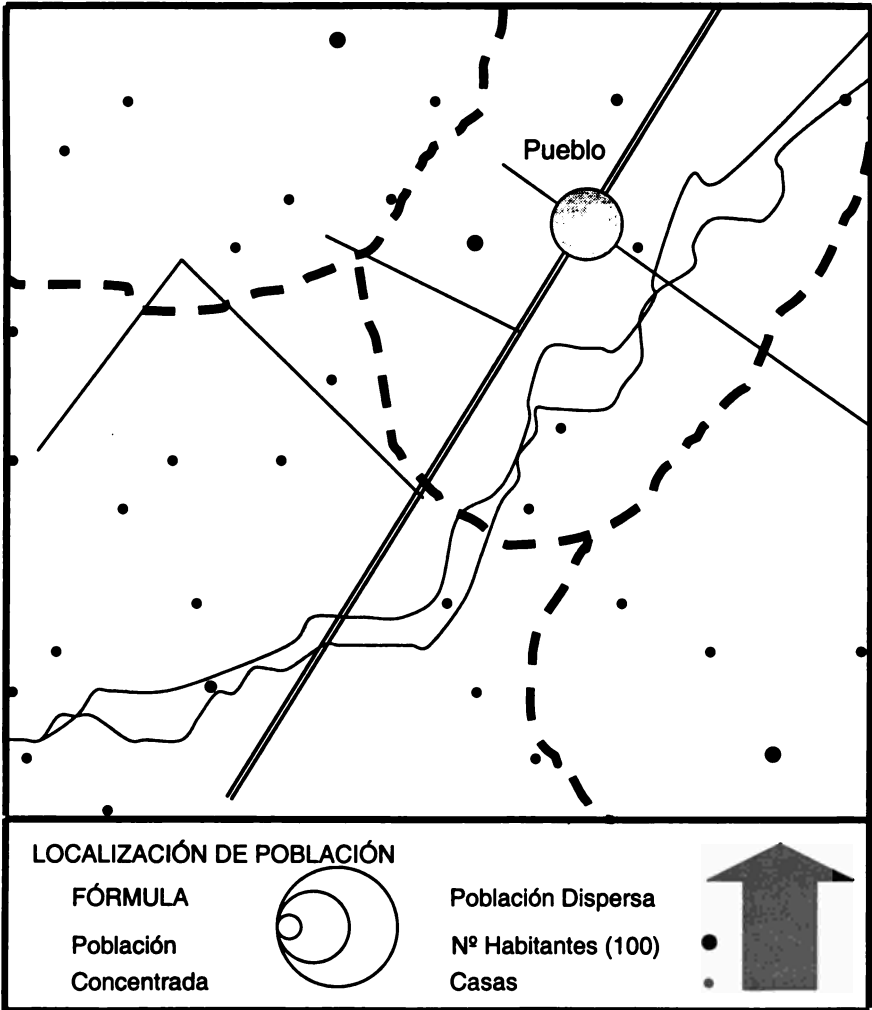 Pueblo
LOCALIZACIÓN DE POBLACIÓN
FÓRMULA
Población
Concentrada
Población Dispersa
Nº Habitantes (100)
Casas